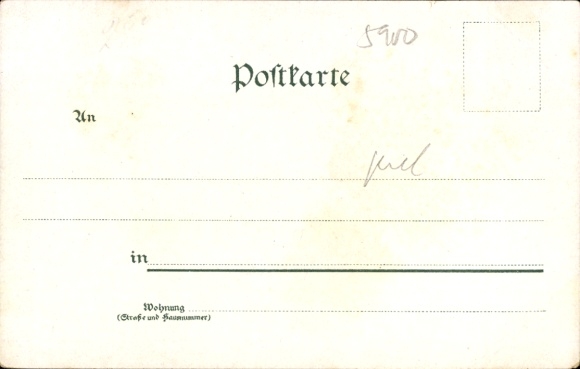 5900
Postkarte
An
in
Wohnung
(Straße und Hausnummer)